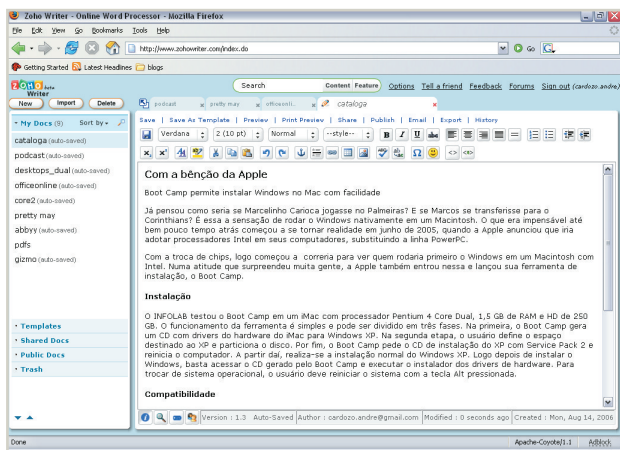 Zoho Writer - Online Word Processor - Mozilla Firefox
File Edit View Go Bookmarks Tools Help
http://www.zohowriter.com/index.do
Go
Getting Started Latest Headlines blogs
ZOHO Beta
Writer
Search Content Feature Options Tell a friend Feedback Forums Sign out (cardozo.andre)
New Import Delete
podcast pretty may officeonli.. cataloga
My Docs (9) Sort by
Save | Save As Template | Preview | Print Preview | Share | Publish | Email | Export | History
Verdana 2 (10 pt) Normal --style-- B I U abc
cataloga (auto-saved)
podcast (auto-saved)
desktops_dual (auto-saved)
officeonline (auto-saved)
core2 (auto-saved)
pretty may
abbyy (auto-saved)
pdfs
gizmo (auto-saved)
Templates
Shared Docs
Public Docs
Trash
Com a bênção da Apple
Boot Camp permite instalar Windows no Mac com facilidade
Já pensou como seria se Marcelinho Carioca jogasse no Palmeiras? E se Marcos se transferisse para o
Corinthians? É essa a sensação de rodar o Windows nativamente em um Macintosh. O que era impensável até
bem pouco tempo atrás começou a se tornar realidade em junho de 2005, quando a Apple anunciou que iria
adotar processadores Intel em seus computadores, substituindo a linha PowerPC.
Com a troca de chips, logo começou a correria para ver quem rodaria primeiro o Windows em um Macintosh com
Intel. Numa atitude que surpreendeu muita gente, a Apple também entrou nessa e lançou sua ferramenta de
instalação, o Boot Camp.
Instalação
O INFOLAB testou o Boot Camp em um iMac com processador Pentium 4 Core Dual, 1,5 GB de RAM e HD de 250
GB. O funcionamento da ferramenta é simples e pode ser dividido em três fases. Na primeira, o Boot Camp gera
um CD com drivers do hardware do iMac para Windows XP. Na segunda etapa, o usuário define o espaço
destinado ao XP e particiona o disco. Por fim, o Boot Camp pede o CD de instalação do XP com Service Pack 2 e
reinicia o computador. A partir daí, realiza-se a instalação normal do Windows XP. Logo depois de instalar o
Windows, basta acessar o CD gerado pelo Boot Camp e executar o instalador dos drivers de hardware. Para
trocar de sistema operacional, o usuário deve reiniciar o sistema com a tecla Alt pressionada.
Compatibilidade
Version : 1.3 Auto-Saved Author : cardozo.andre@gmail.com Modified : 0 seconds ago Created : Mon, Aug 14, 2006
Done Apache-Coyote/1.1 Adblock